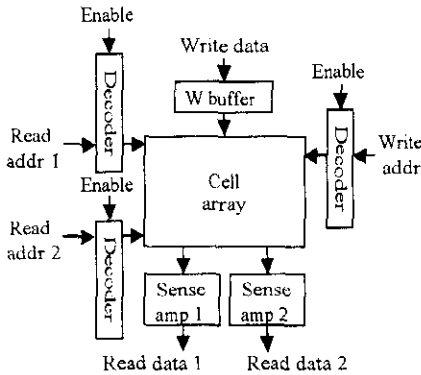 Enable
Write data
Enable
Decoder
W buffer
Decoder
Read
addr 1
Write
addr
Cell
array
Enable
Read
addr 2
Decoder
Sense
amp 1
Sense
amp 2
Read data 1
Read data 2